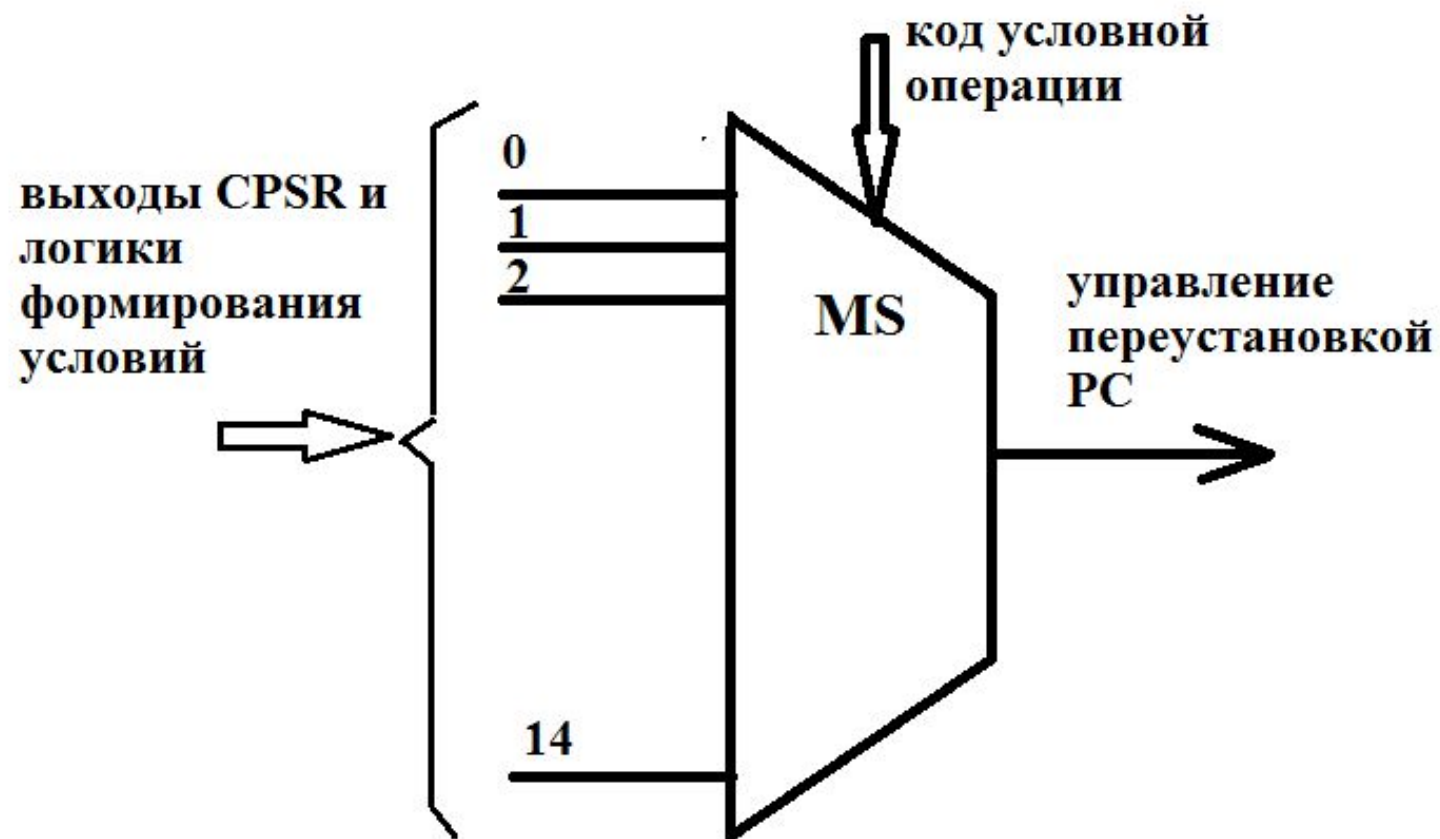 код условной
операции
выходы CPSR и
логики
формирования
условий
0
1
2
14
MS
управление
переустановкой
PC